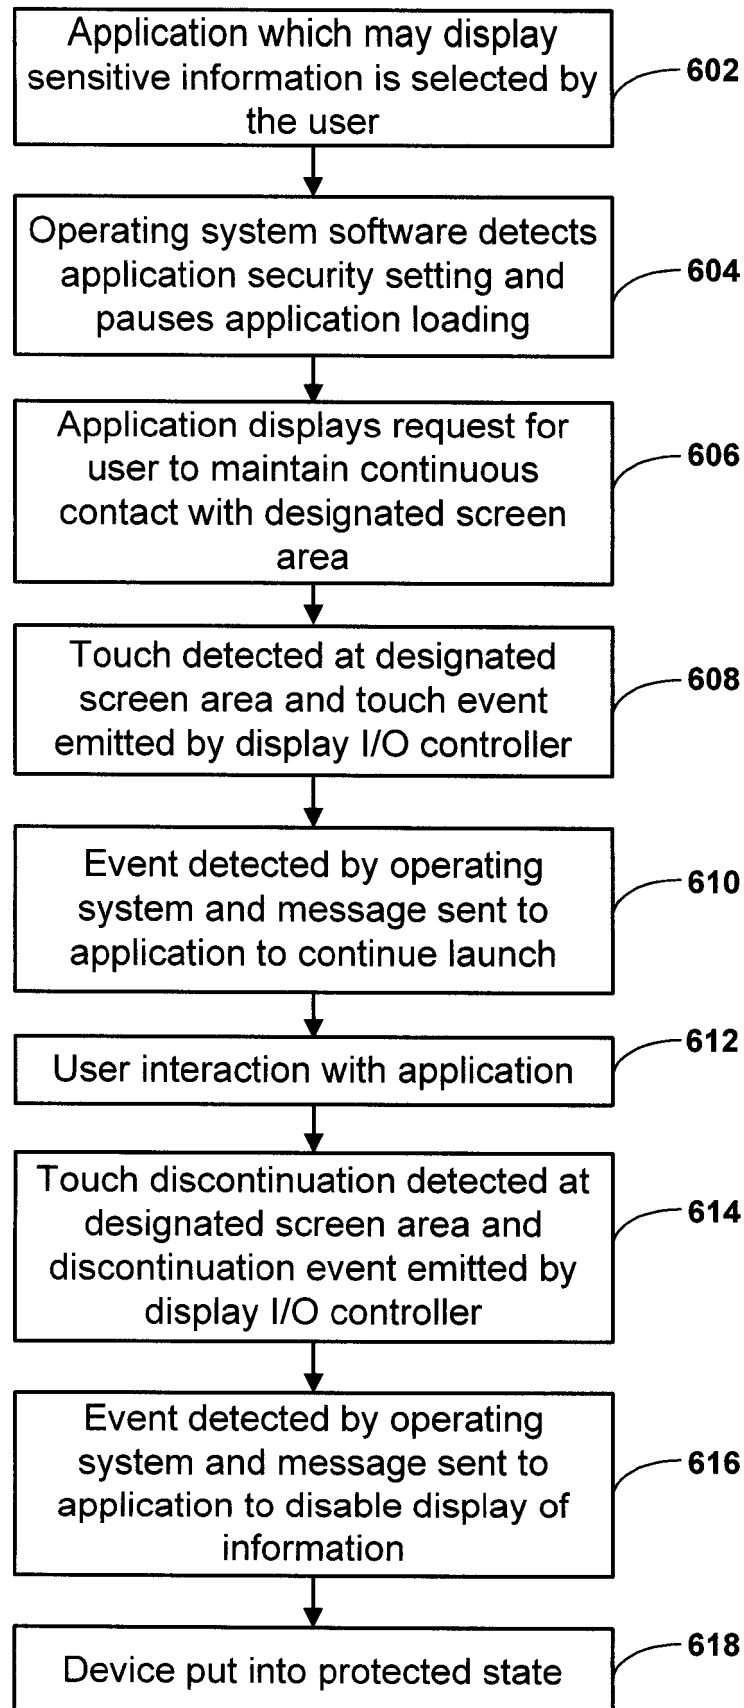 Application which may display
sensitive information is selected by
the user
602
Operating system software detects
application security setting and
pauses application loading
604
Application displays request for
user to maintain continuous
contact with designated screen
area
606
Touch detected at designated
screen area and touch event
emitted by display I/O controller
608
Event detected by operating
system and message sent to
application to continue launch
610
User interaction with application
612
Touch discontinuation detected at
designated screen area and
discontinuation event emitted by
display I/O controller
614
Event detected by operating
system and message sent to
application to disable display of
information
616
Device put into protected state
618